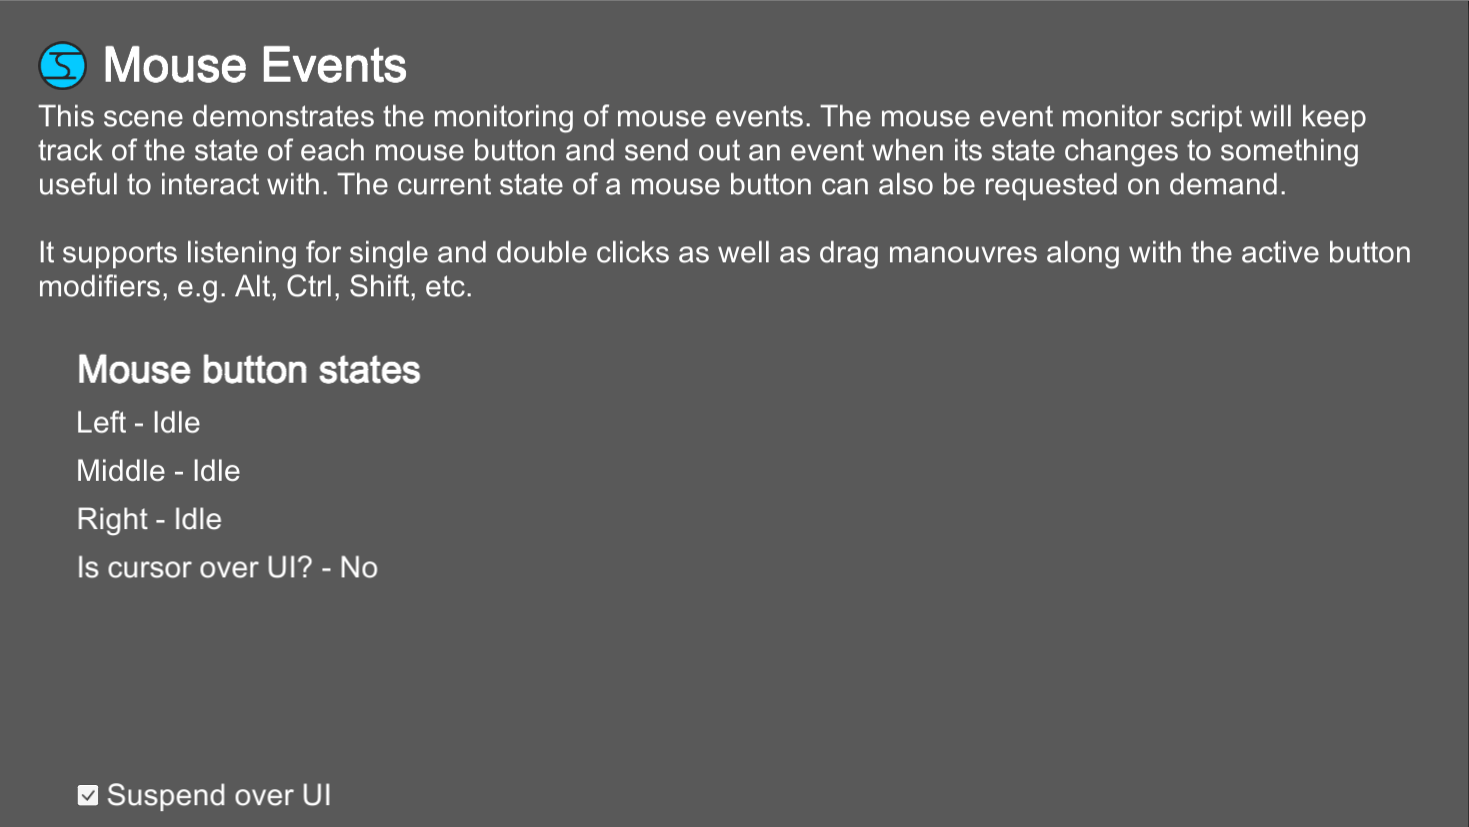 Mouse Events
This scene demonstrates the monitoring of mouse events. The mouse event monitor script will keep
track of the state of each mouse button and send out an event when its state changes to something
useful to interact with. The current state of a mouse button can also be requested on demand.
It supports listening for single and double clicks as well as drag manouvres along with the active button
modifiers, e.g. Alt, Ctrl, Shift, etc.
Mouse button states
Left - Idle
Middle - Idle
Right - Idle
Is cursor over UI? - No
Suspend over UI